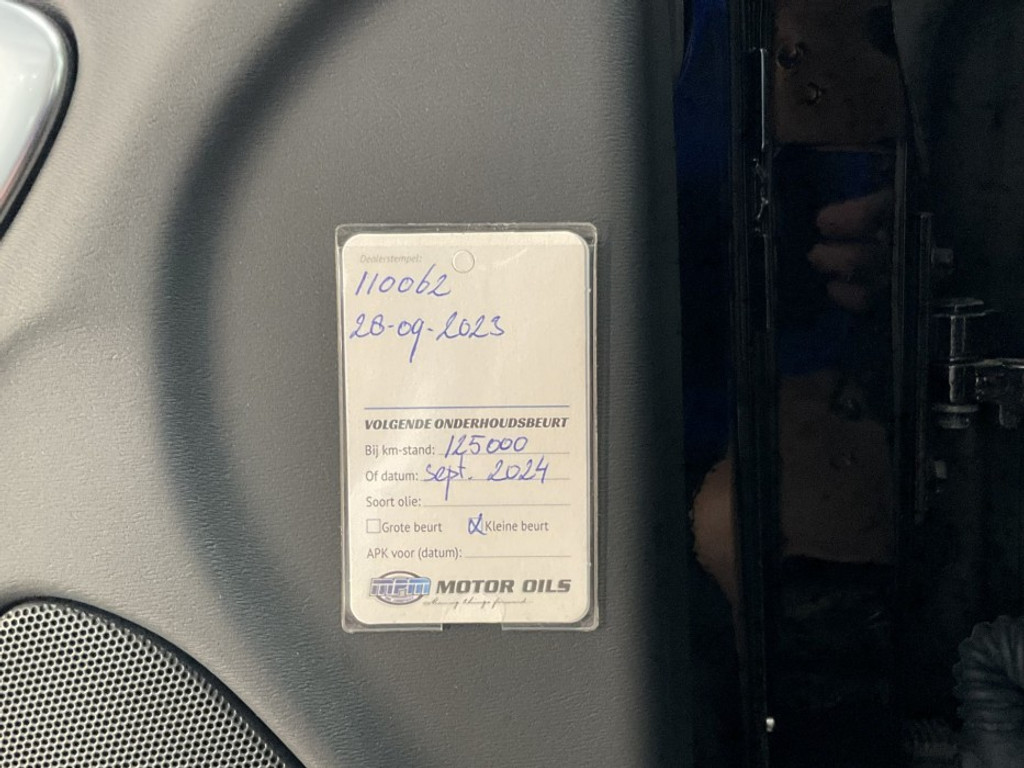 Dealerstempel:
110062
28-09-2023
VOLGENDE ONDERHOUDSBEURT
Bij km-stand: 125000
Of datum: sept. 2024
Soort olie:
Grote beurt Kleine beurt
APK voor (datum):
MPM MOTOR OILS